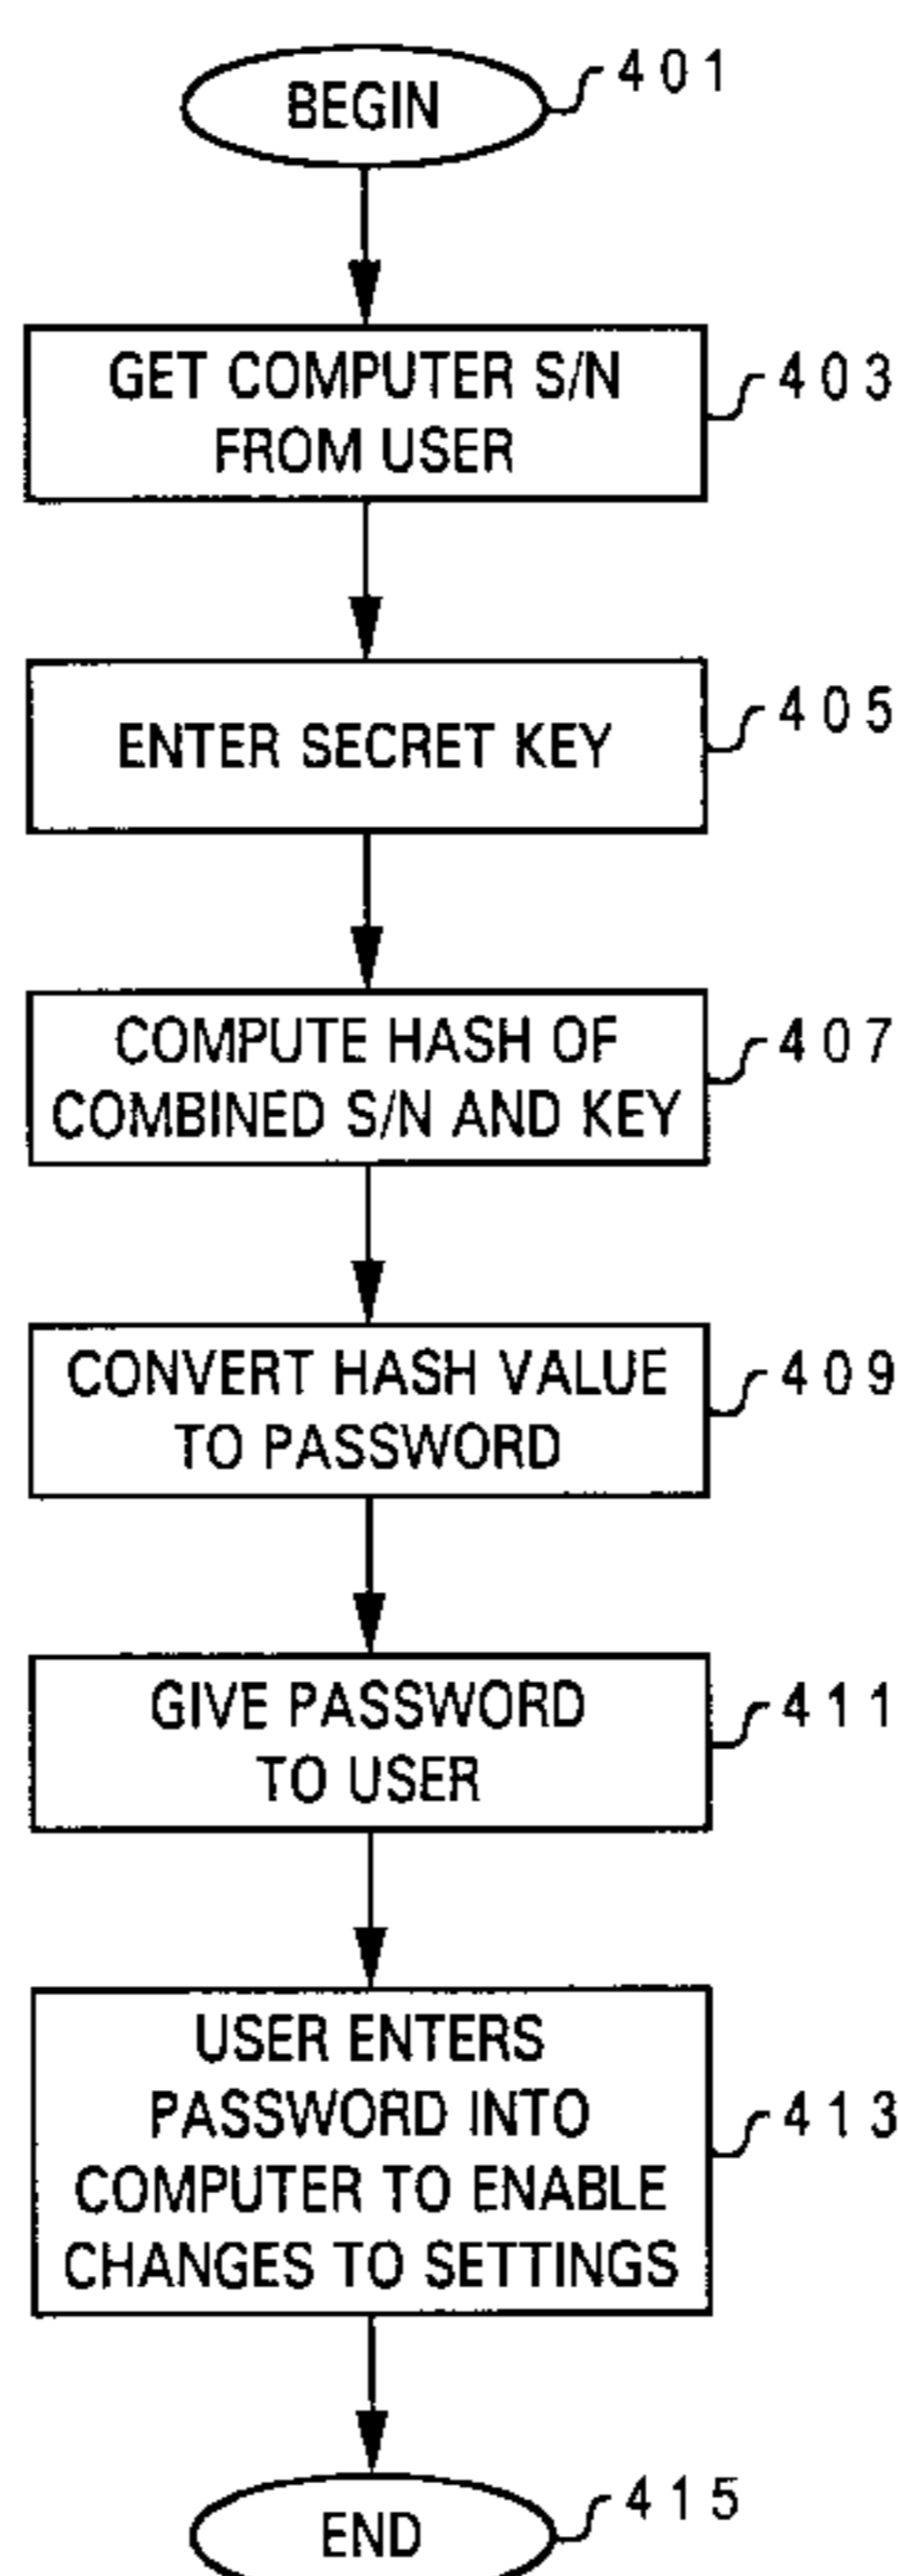 BEGIN
401
GET COMPUTER S/N
FROM USER
403
ENTER SECRET KEY
405
COMPUTE HASH OF
COMBINED S/N AND KEY
407
CONVERT HASH VALUE
TO PASSWORD
409
GIVE PASSWORD
TO USER
411
USER ENTERS
PASSWORD INTO
COMPUTER TO ENABLE
CHANGES TO SETTINGS
413
END
415